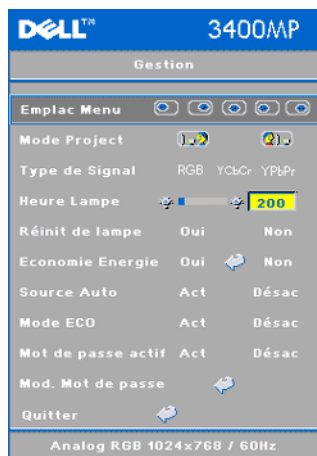 DELL™ 3400MP
Gestion
Emplac Menu
Mode Project
Type de Signal RGB YCbCr YPbPr
Heure Lampe 200
Réinit de lampe Oui Non
Economie Energie Oui Non
Source Auto Act Désac
Mode ECO Act Désac
Mot de passe actif Act Désac
Mod. Mot de passe
Quitter
Analog RGB 1024x768 / 60Hz